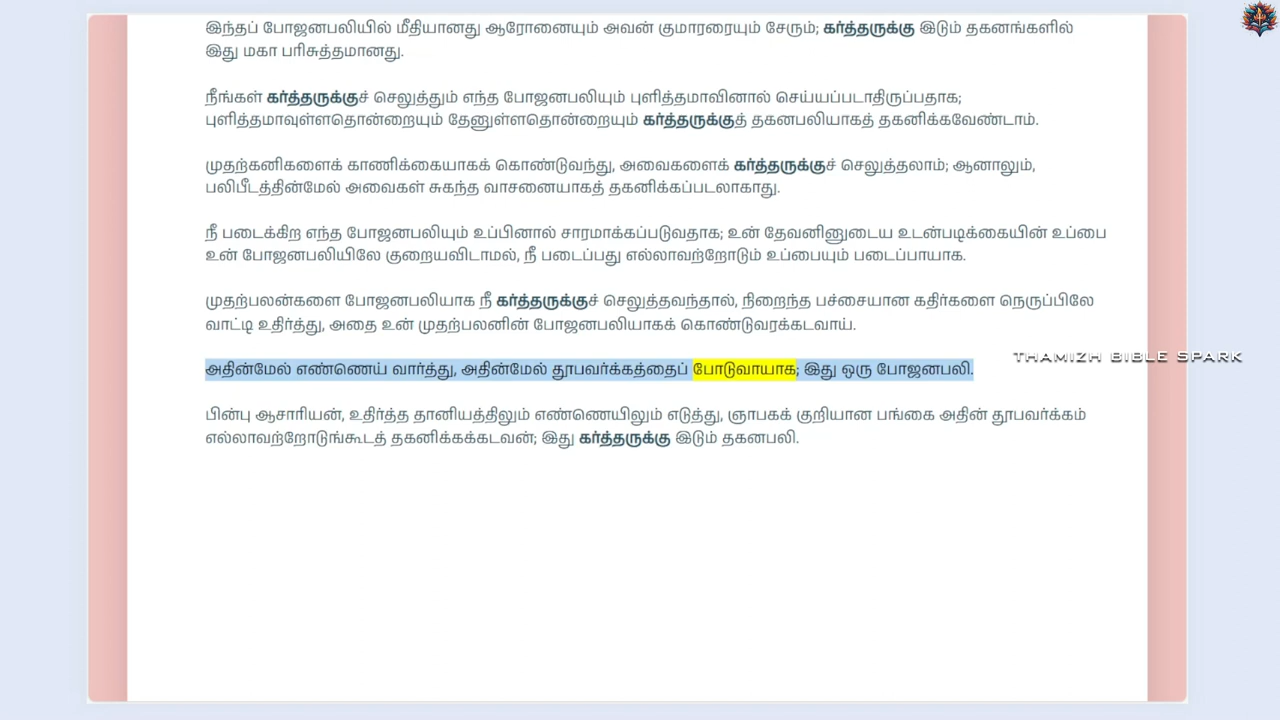 இந்தப் போஜனபலியில் மீதியானது ஆரோனையும் அவன் குமாரரையும் சேரும்; கர்த்தருக்கு இடும் தகனங்களில்
இது மகா பரிசுத்தமானது.
நீங்கள் கர்த்தருக்குச் செலுத்தும் எந்த போஜனபலியும் புளித்தமாவினால் செய்யப்படாதிருப்பதாக;
புளித்தமாவுள்ளதொன்றையும் தேனுள்ளதொன்றையும் கர்த்தருக்குத் தகனபலியாகத் தகனிக்கவேண்டாம்.
முதற்கனிகளைக் காணிக்கையாகக் கொண்டுவந்து, அவைகளைக் கர்த்தருக்குச் செலுத்தலாம்; ஆனாலும்,
பலிபீடத்தின்மேல் அவைகள் சுகந்த வாசனையாகத் தகனிக்கப்படலாகாது.
நீ படைக்கிற எந்த போஜனபலியும் உப்பினால் சாரமாக்கப்படுவதாக; உன் தேவனினுடைய உடன்படிக்கையின் உப்பை
உன் போஜனபலியிலே குறையவிடாமல், நீ படைப்பது எல்லாவற்றோடும் உப்பையும் படைப்பாயாக.
முதற்பலன்களை போஜனபலியாக நீ கர்த்தருக்குச் செலுத்தவந்தால், நிறைந்த பச்சையான கதிர்களை நெருப்பிலே
வாட்டி உதிர்த்து, அதை உன் முதற்பலனின் போஜனபலியாகக் கொண்டுவரக்கடவாய்.
அதின்மேல் எண்ணெய் வார்த்து, அதின்மேல் தூபவர்க்கத்தைப் போடுவாயாக; இது ஒரு போஜனபலி.
THAMIZH BIBLE SPARK
பின்பு ஆசாரியன், உதிர்த்த தானியத்திலும் எண்ணெயிலும் எடுத்து, ஞாபகக் குறியான பங்கை அதின் தூபவர்க்கம்
எல்லாவற்றோடுங்கூடத் தகனிக்கக்கடவன்; இது கர்த்தருக்கு இடும் தகனபலி.